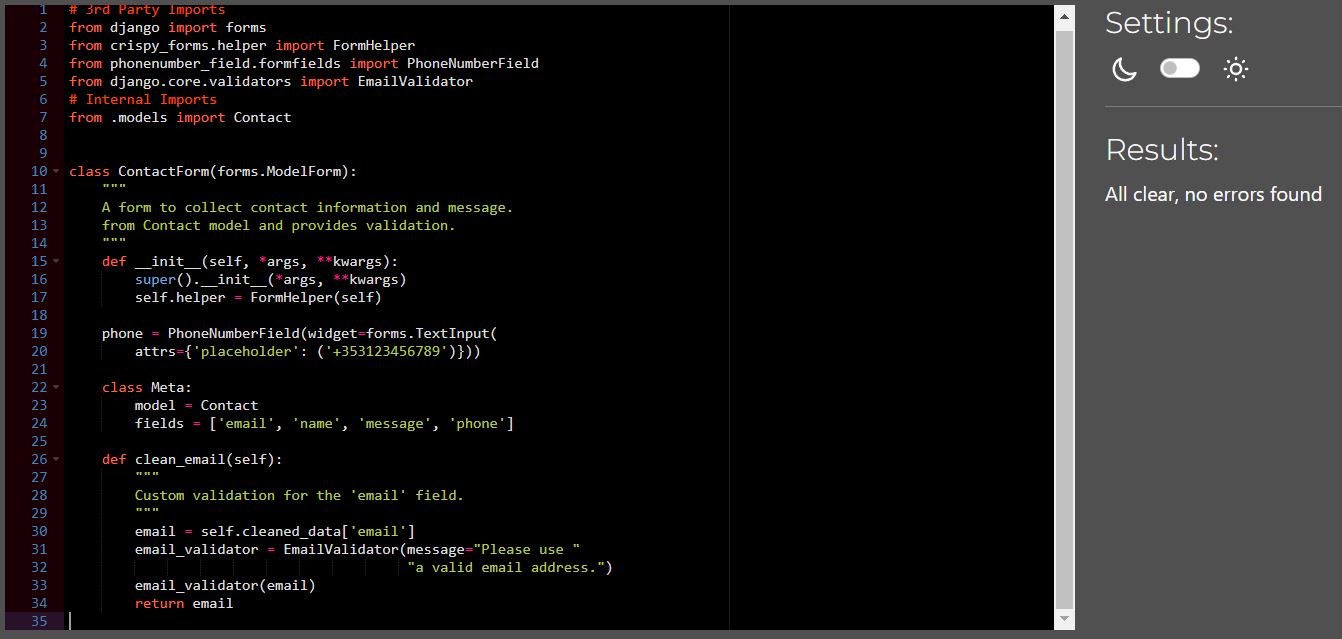 1 # 3rd Party Imports
2 from django import forms
3 from crispy_forms.helper import FormHelper
4 from phonenumber_field.formfields import PhoneNumberField
5 from django.core.validators import EmailValidator
6 # Internal Imports
7 from .models import Contact
8
9
10 class ContactForm(forms.ModelForm):
11     """
12     A form to collect contact information and message.
13     from Contact model and provides validation.
14     """
15     def __init__(self, *args, **kwargs):
16         super().__init__(*args, **kwargs)
17         self.helper = FormHelper(self)
18
19     phone = PhoneNumberField(widget=forms.TextInput(
20         attrs={'placeholder': ('+353123456789')}))
21
22     class Meta:
23         model = Contact
24         fields = ['email', 'name', 'message', 'phone']
25
26     def clean_email(self):
27         """
28         Custom validation for the 'email' field.
29         """
30         email = self.cleaned_data['email']
31         email_validator = EmailValidator(message="Please use "
32                                          "a valid email address.")
33         email_validator(email)
34         return email
35
Settings:
Results:
All clear, no errors found